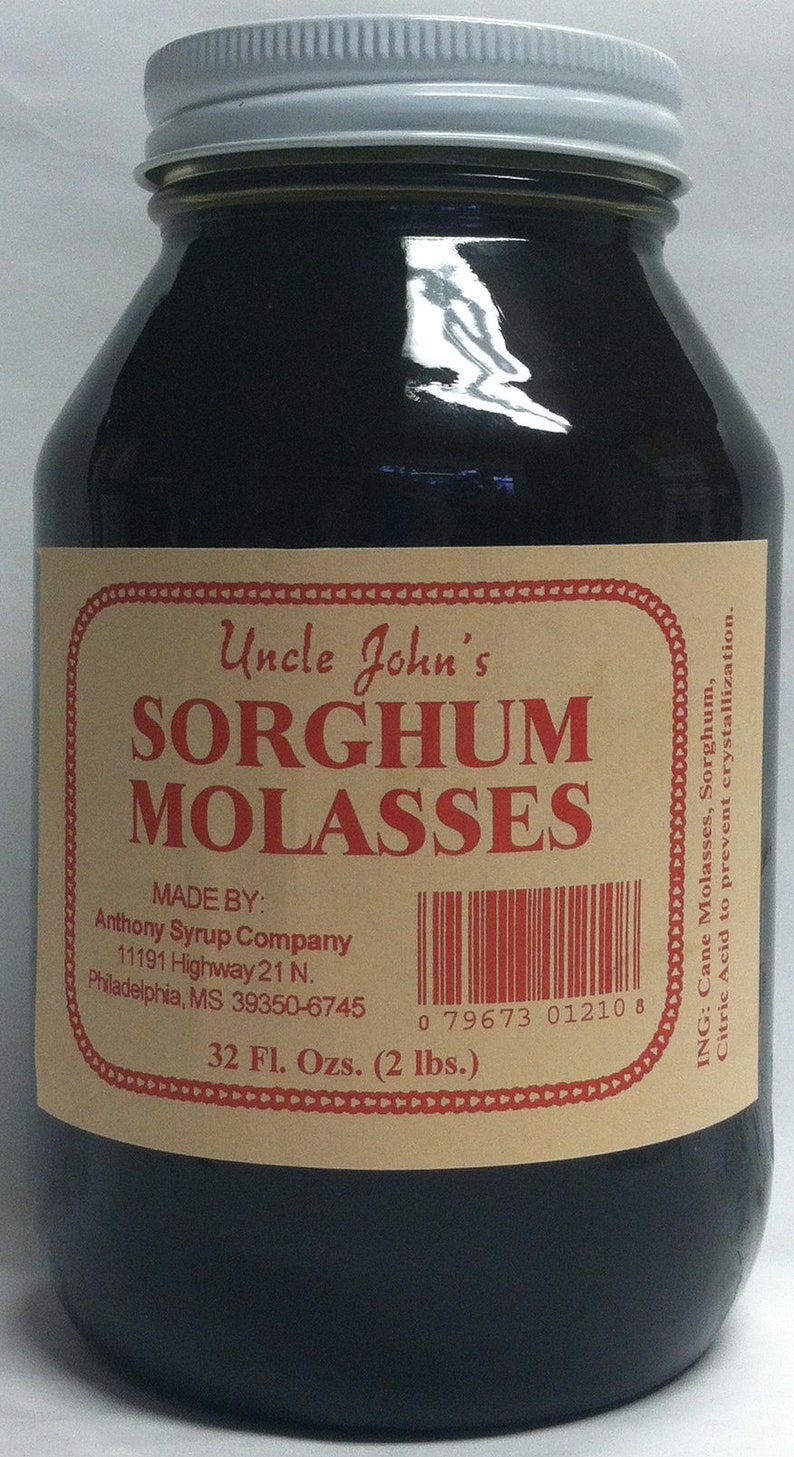 Uncle John's
SORGHUM
MOLASSES
MADE BY:
Anthony Syrup Company
11191 Highway 21 N.
Philadelphia, MS 39350-6745
0 79673 01210 8
32 Fl. Ozs. (2 lbs.)
ING: Cane Molasses, Sorghum,
Citric Acid to prevent crystallization.